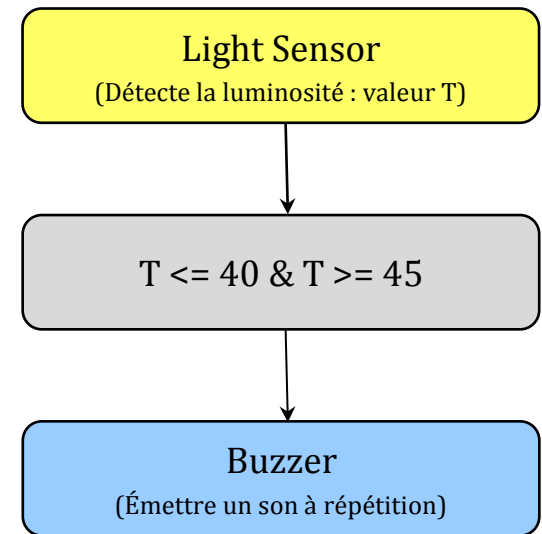 Light Sensor
(Détecte la luminosité : valeur T)
T <= 40 & T >= 45
Buzzer
(Émettre un son à répétition)